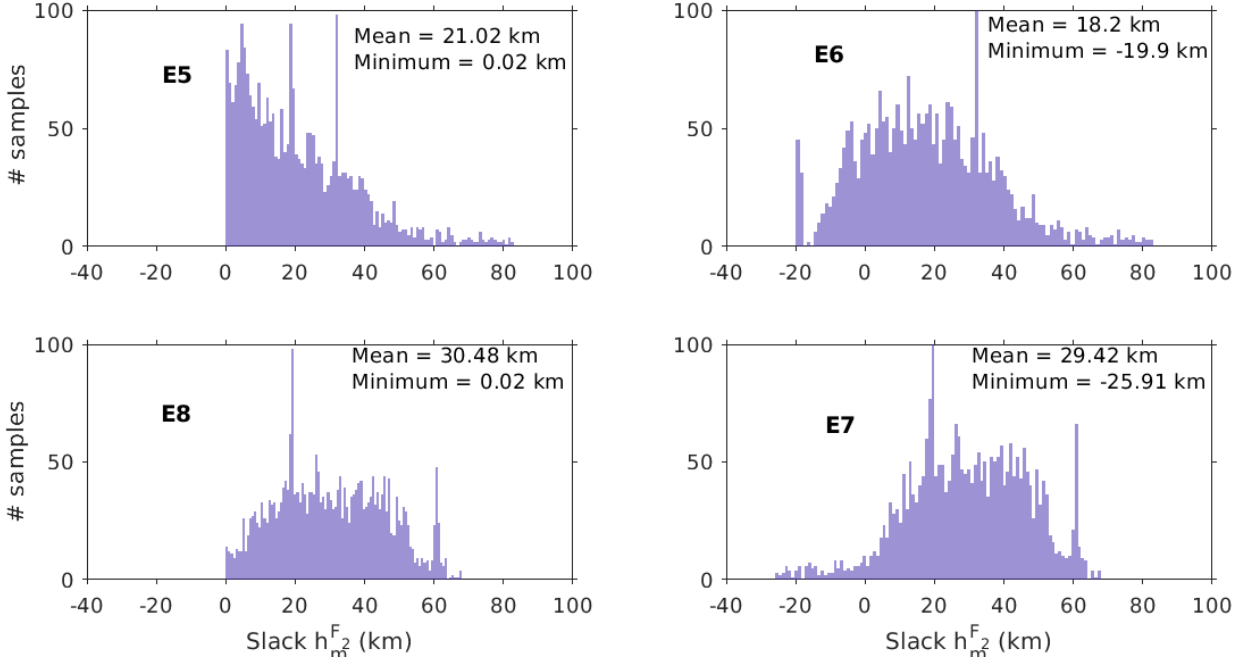 100
50
0
# samples
Mean = 21.02 km
Minimum = 0.02 km
E5
-40 -20 0 20 40 60 80 100
100
50
0
Mean = 18.2 km
Minimum = -19.9 km
E6
-40 -20 0 20 40 60 80 100
100
50
0
# samples
Mean = 30.48 km
Minimum = 0.02 km
E8
-40 -20 0 20 40 60 80 100
Slack h_m^F_2 (km)
100
50
0
Mean = 29.42 km
Minimum = -25.91 km
E7
-40 -20 0 20 40 60 80 100
Slack h_m^F_2 (km)